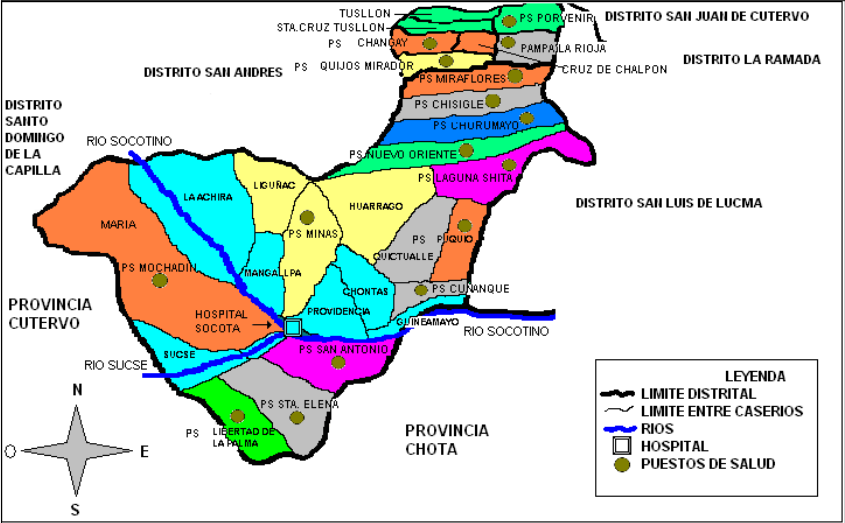 TUSLLON
STA.CRUZ TUSLLON
PS PORVENIR
DISTRITO SAN JUAN DE CUTERVO
PS CHANGAY
PAMPA LA RIOJA
DISTRITO LA RAMADA
DISTRITO SAN ANDRES
PS QUIJOS MIRADOR
CRUZ DE CHALPON
PS MIRAFLORES
DISTRITO
SANTO
DOMINGO
DE LA
CAPILLA
PS CHISIGLE
PS CHURUMAYO
RIO SOCOTINO
PS NUEVO ORIENTE
PS LAGUNA SHITA
LIGUÑAC
LA ACHIRA
HUARRAGO
DISTRITO SAN LUIS DE LUCMA
MARIA
PS MINAS
PS PUQUIO
PS
QUICTUALLE
PS MOCHADIN
MANGALLPA
CHONTAS
PS CUÑANQUE
PROVINCIA
CUTERVO
HOSPITAL
SOCOTA
PROVIDENCIA
GUINEAMAYO
RIO SOCOTINO
SUCSE
PS SAN ANTONIO
RIO SUCSE
PS STA. ELENA
PS LIBERTAD DE
LA PALMA
PROVINCIA
CHOTA
N
O
E
S
LEYENDA
LIMITE DISTRITAL
LIMITE ENTRE CASERIOS
RIOS
HOSPITAL
PUESTOS DE SALUD